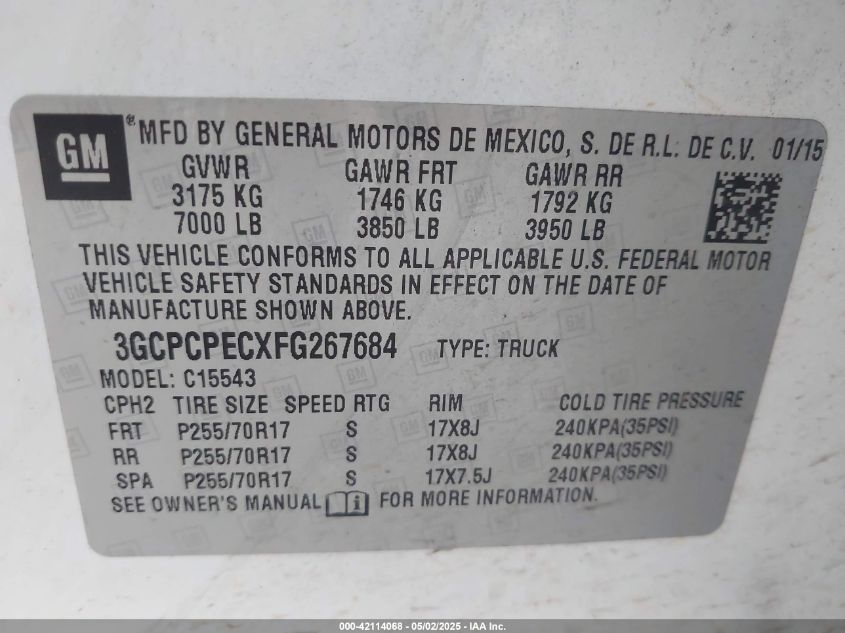 GM ® MFD BY GENERAL MOTORS DE MEXICO, S. DE R.L. DE C.V. 01/15
GVWR GAWR FRT GAWR RR
3175 KG 1746 KG 1792 KG
7000 LB 3850 LB 3950 LB
THIS VEHICLE CONFORMS TO ALL APPLICABLE U.S. FEDERAL MOTOR
VEHICLE SAFETY STANDARDS IN EFFECT ON THE DATE OF
MANUFACTURE SHOWN ABOVE.
3GCPCPECXFG267684 TYPE: TRUCK
MODEL: C15543
CPH2 TIRE SIZE SPEED RTG RIM COLD TIRE PRESSURE
FRT P255/70R17 S 17X8J 240KPA(35PSI)
RR P255/70R17 S 17X8J 240KPA(35PSI)
SPA P255/70R17 S 17X7.5J 240KPA(35PSI)
SEE OWNER'S MANUAL i FOR MORE INFORMATION.
000-42114068 - 05/02/2025 - IAA Inc.